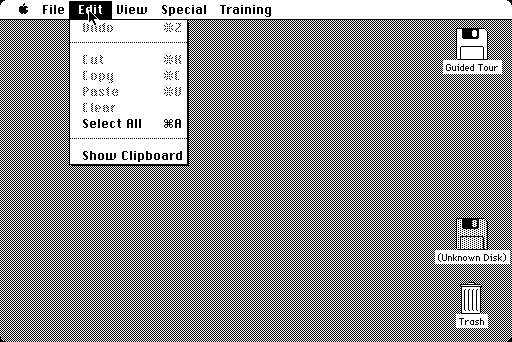 File Edit View Special Training
Undo ⌘Z
Cut ⌘X
Copy ⌘C
Paste ⌘V
Clear
Select All ⌘A
Show Clipboard
Guided Tour
(Unknown Disk)
Trash